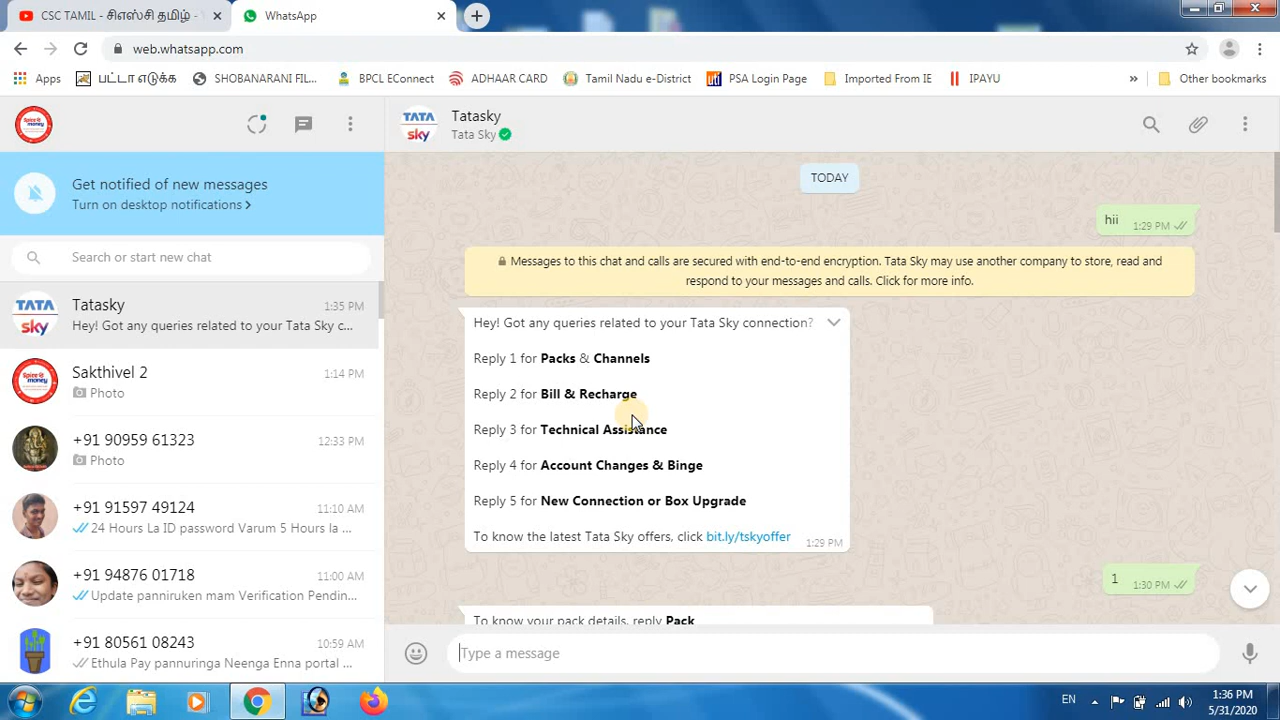 CSC TAMIL - சிஎஸ்சி தமிழ் -
WhatsApp
web.whatsapp.com
Apps
பட்டா எடுக்க
SHOBANARANI FIL...
BPCL EConnect
ADHAAR CARD
Tamil Nadu e-District
uti
PSA Login Page
Imported From IE
IPAYU
»
Other bookmarks
Spice money
TATA
sky
Tatasky
Tata Sky
Get notified of new messages
Turn on desktop notifications >
Search or start new chat
TATA
sky
Tatasky
1:35 PM
Hey! Got any queries related to your Tata Sky c...
Spice money
Sakthivel 2
1:14 PM
Photo
+91 90959 61323
12:33 PM
Photo
+91 91597 49124
11:10 AM
24 Hours La ID password Varum 5 Hours la ...
+91 94876 01718
11:00 AM
Update panniruken mam Verification Pendin...
+91 80561 08243
10:59 AM
Ethula Pay pannuringa Neenga Enna portal ...
TODAY
hii
1:29 PM
Messages to this chat and calls are secured with end-to-end encryption. Tata Sky may use another company to store, read and
respond to your messages and calls. Click for more info.
Hey! Got any queries related to your Tata Sky connection?
Reply 1 for Packs & Channels
Reply 2 for Bill & Recharge
Reply 3 for Technical Assistance
Reply 4 for Account Changes & Binge
Reply 5 for New Connection or Box Upgrade
To know the latest Tata Sky offers, click bit.ly/tskyoffer
1:29 PM
1
1:30 PM
To know your pack details, reply Pack
Type a message
EN
1:36 PM
5/31/2020